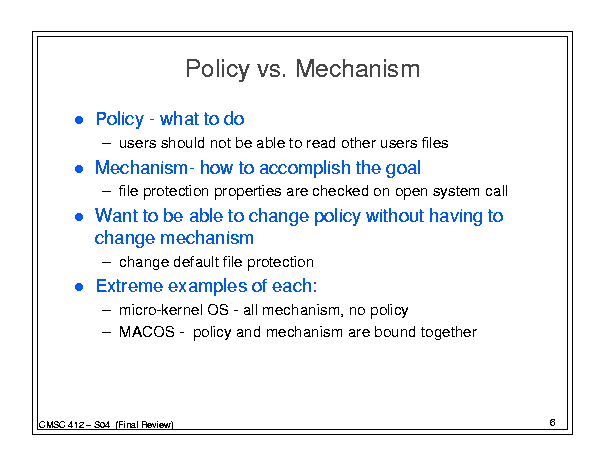 Policy vs. Mechanism
● Policy - what to do
– users should not be able to read other users files
● Mechanism- how to accomplish the goal
– file protection properties are checked on open system call
● Want to be able to change policy without having to
change mechanism
– change default file protection
● Extreme examples of each:
– micro-kernel OS - all mechanism, no policy
– MACOS - policy and mechanism are bound together
CMSC 412 – S04 (Final Review)
6